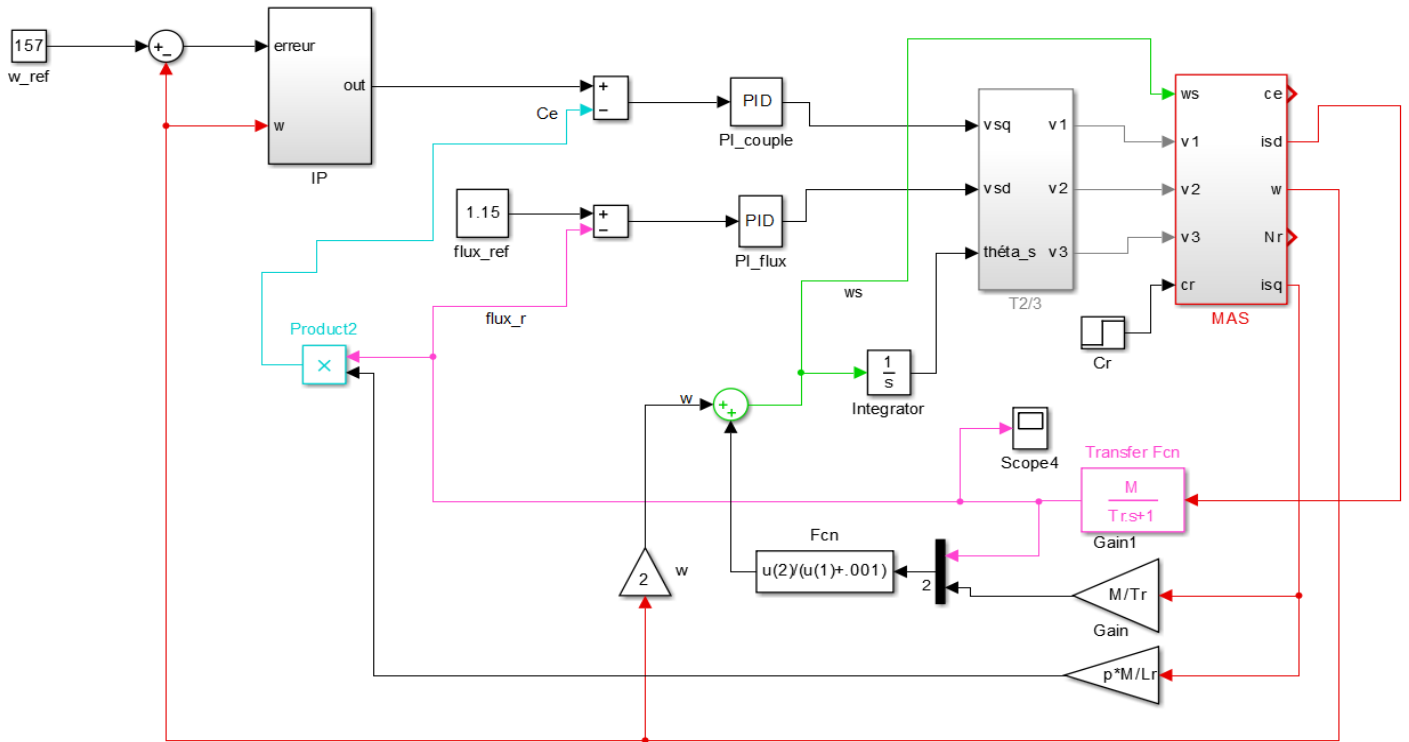 157
w_ref
+
−
erreur
w
out
IP
Ce
+
−
PID
PI_couple
1.15
flux_ref
+
−
PID
PI_flux
flux_r
vsq
vsd
théta_s
v1
v2
v3
T2/3
ws
v1
v2
v3
cr
ce
isd
w
Nr
isq
MAS
Cr
ws
Product2
×
w
+
+
1
s
Integrator
Scope4
Transfer Fcn
M
Tr.s+1
Gain1
Fcn
u(2)/(u(1)+.001)
2
M/Tr
Gain
2
w
p*M/Lr